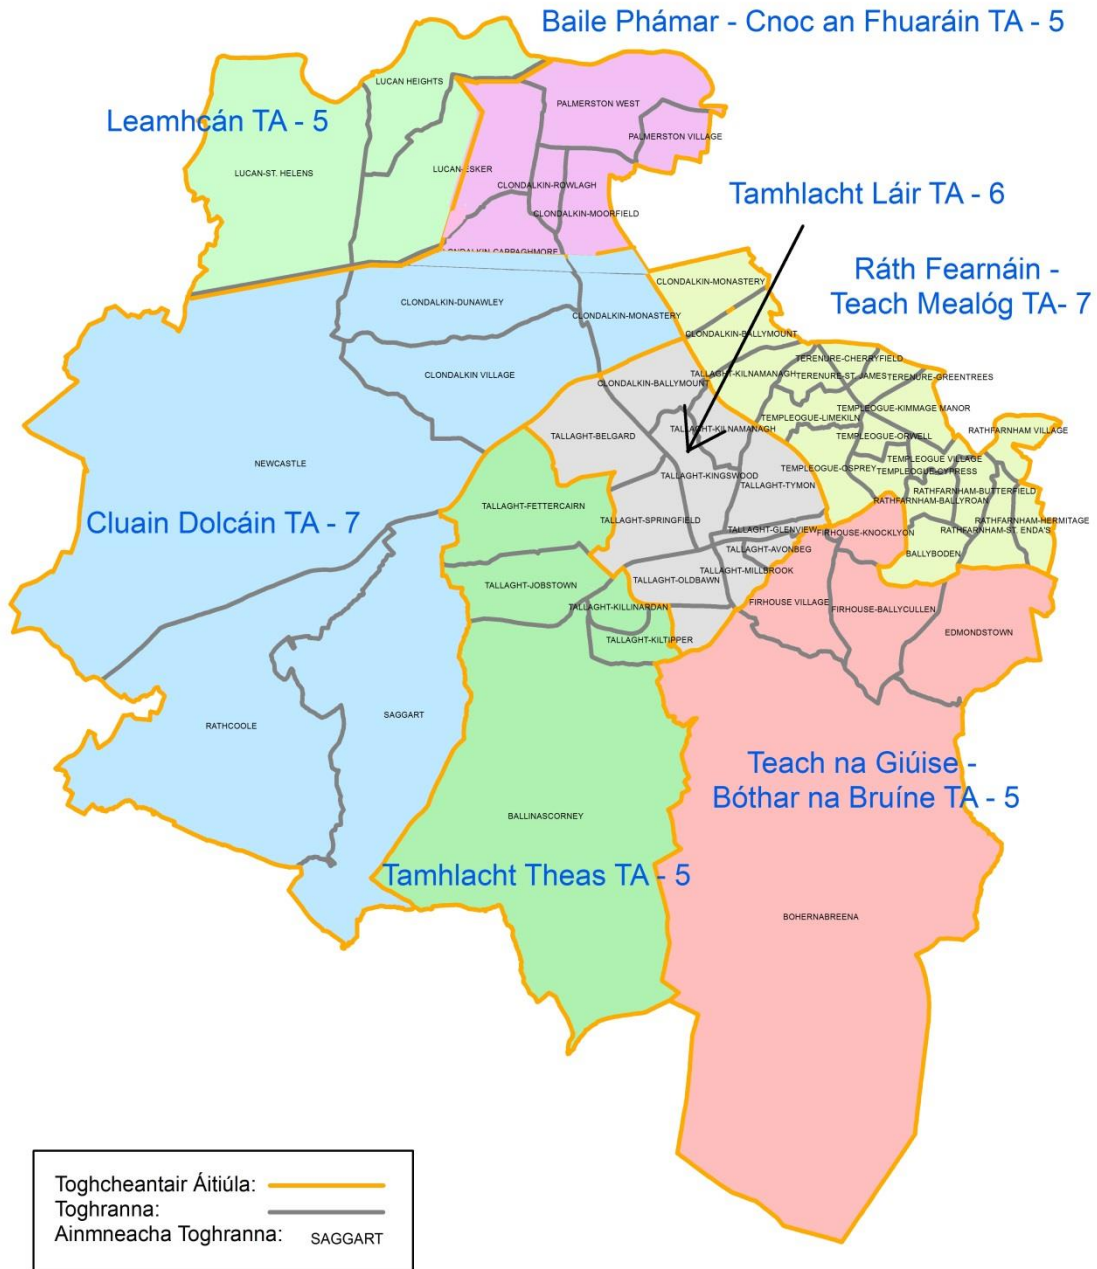 Baile Phámar - Cnoc an Fhuaráin TA - 5
LUCAN HEIGHTS
PALMERSTON WEST
Leamhcán TA - 5
PALMERSTON VILLAGE
LUCAN-ST. HELENS
LUCAN-ESKER
CLONDALKIN-ROWLAGH
Tamhlacht Láir TA - 6
CLONDALKIN-MOORFIELD
CLONDALKIN-CAPPAGHMORE
Ráth Fearnáin -
Teach Mealóg TA- 7
CLONDALKIN-MONASTERY
CLONDALKIN-DUNAWLEY
CLONDALKIN-MONASTERY
CLONDALKIN-BALLYMOUNT
TERENURE-CHERRYFIELD
CLONDALKIN VILLAGE
TALLAGHT-KILNAMANAGH
TERENURE-ST. JAMES
TERENURE-GREENTREES
CLONDALKIN-BALLYMOUNT
TEMPLEOGUE-KIMMAGE MANOR
TEMPLEOGUE-LIMEKILN
TALLAGHT-KILNAMANAGH
RATHFARNHAM VILLAGE
TALLAGHT-BELGARD
TEMPLEOGUE-ORWELL
TEMPLEOGUE VILLAGE
NEWCASTLE
TEMPLEOGUE-OSPREY
TEMPLEOGUE-CYPRESS
TALLAGHT-KINGSWOOD
TALLAGHT-TYMON
RATHFARNHAM-BUTTERFIELD
RATHFARNHAM-BALLYROAN
TALLAGHT-FETTERCAIRN
Cluain Dolcáin TA - 7
TALLAGHT-SPRINGFIELD
RATHFARNHAM-HERMITAGE
TALLAGHT-GLENVIEW
FIRHOUSE-KNOCKLYON
RATHFARNHAM-ST. ENDA'S
TALLAGHT-AVONBEG
BALLYBODEN
TALLAGHT-MILLBROOK
TALLAGHT-OLDBAWN
TALLAGHT-JOBSTOWN
FIRHOUSE VILLAGE
TALLAGHT-KILLINARDAN
FIRHOUSE-BALLYCULLEN
EDMONDSTOWN
TALLAGHT-KILTIPPER
SAGGART
RATHCOOLE
Teach na Giúise -
Bóthar na Bruíne TA - 5
BALLINASCORNEY
Tamhlacht Theas TA - 5
BOHERNABREENA
Toghcheantair Áitiúla:
Toghranna:
Ainmneacha Toghranna: SAGGART